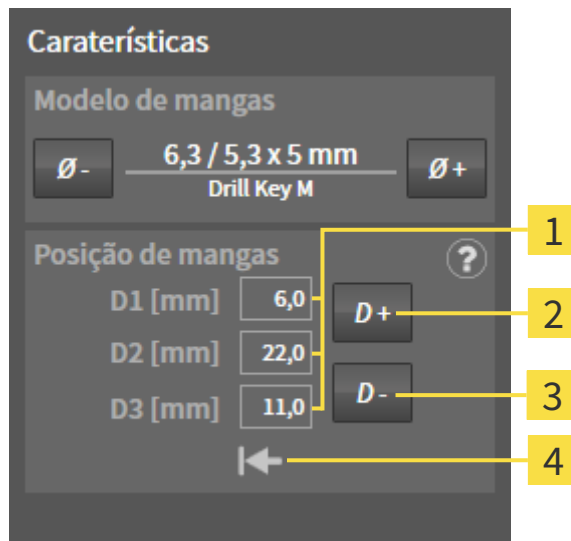 Caraterísticas
Modelo de mangas
Ø - 6,3 / 5,3 x 5 mm Ø +
Drill Key M
Posição de mangas ? 1
D1 [mm] 6,0 D + 2
D2 [mm] 22,0
D3 [mm] 11,0 D - 3
4